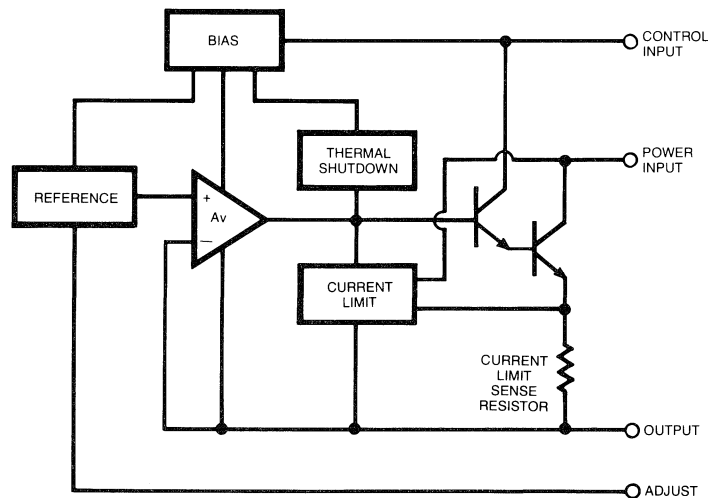 BIAS
CONTROL
INPUT
THERMAL
SHUTDOWN
POWER
INPUT
REFERENCE
+
Av
−
CURRENT
LIMIT
CURRENT
LIMIT
SENSE
RESISTOR
OUTPUT
ADJUST